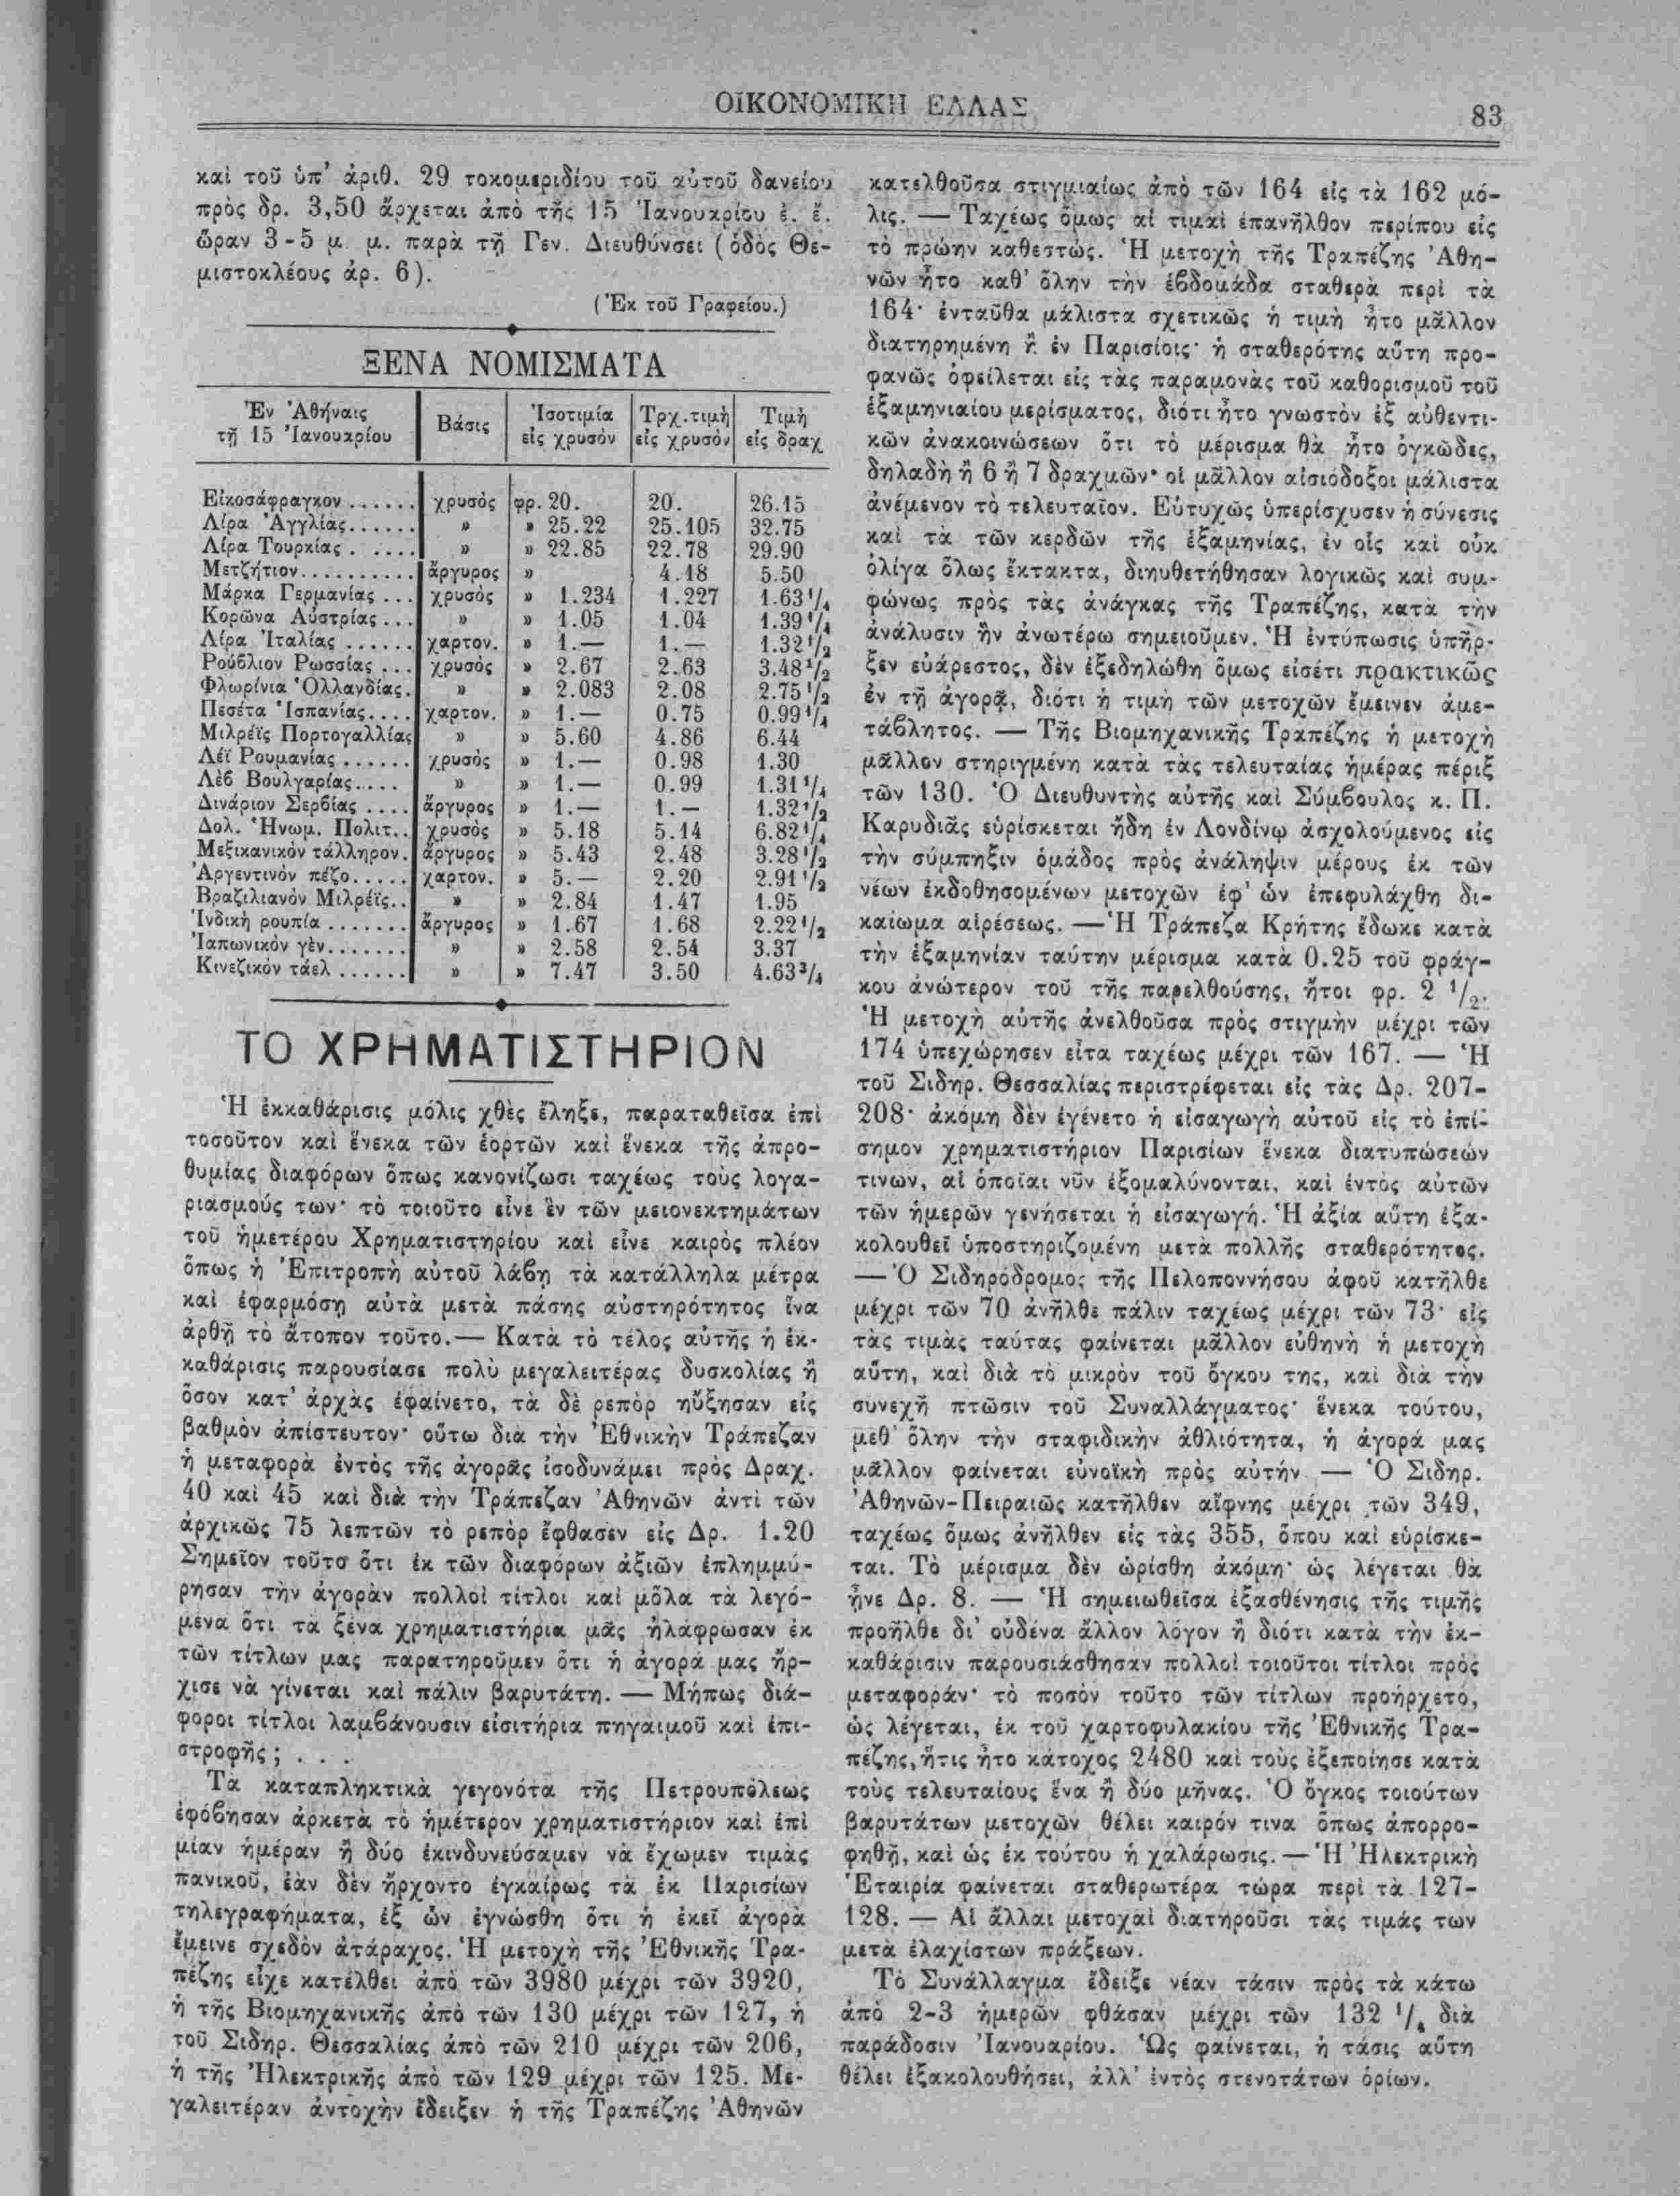 ΟΙΚΟΝΟΜΙΚΗ ΕΛΛΑΣ
83
καὶ τοῦ ὑπ' ἀριθ. 29 τοκομεριδίου τοῦ αὐτοῦ δανείου
πρὸς δρ. 3,50 ἄρχεται ἀπὸ τῆς 15 Ἰανουαρίου ἐ. ἔ.
ὥραν 3-5 μ. μ. παρὰ τῇ Γεν. Διευθύνσει (ὁδὸς Θε-
μιστοκλέους ἀρ. 6).
(Ἐκ τοῦ Γραφείου.)
ΞΕΝΑ ΝΟΜΙΣΜΑΤΑ
Ἐν Ἀθήναις τῇ 15 Ἰανουαρίου | Βάσις | Ἰσοτιμία εἰς χρυσὸν | Τρχ. τιμὴ εἰς χρυσὸν | Τιμὴ εἰς δραχ
Εἰκοσάφραγκον ...... χρυσὸς φρ. 20. 20. 26.15
Λίρα Ἀγγλίας...... » » 25.22 25.105 32.75
Λίρα Τουρκίας . .... » » 22.85 22.78 29.90
Μετζήτιον.......... ἄργυρος » 4.18 5.50
Μάρκα Γερμανίας ... χρυσὸς » 1.234 1.227 1.63 1/4
Κορῶνα Αὐστρίας... » » 1.05 1.04 1.39 1/4
Λίρα Ἰταλίας ...... χαρτον. » 1.— 1.— 1.32 1/2
Ρούβλιον Ρωσσίας ... χρυσὸς » 2.67 2.63 3.48 1/2
Φλωρίνια Ὁλλανδίας. » » 2.083 2.08 2.75 1/2
Πεσέτα Ἰσπανίας.... χαρτον. » 1.— 0.75 0.99 1/4
Μιλρέϊς Πορτογαλλίας » » 5.60 4.86 6.44
Λέϊ Ρουμανίας ...... χρυσὸς » 1.— 0.98 1.30
Λὲβ Βουλγαρίας..... » » 1.— 0.99 1.31 1/4
Δινάριον Σερβίας .... ἄργυρος » 1.— 1.— 1.32 1/2
Δολ. Ἡνωμ. Πολιτ.. χρυσὸς » 5.18 5.14 6.82 1/4
Μεξικανικὸν τάλληρον. ἄργυρος » 5.43 2.48 3.28 1/2
Ἀργεντινὸν πέζο..... χαρτον. » 5.— 2.20 2.91 1/2
Βραζιλιανὸν Μιλρέϊς.. » » 2.84 1.47 1.95
Ἰνδικὴ ρουπία ....... ἄργυρος » 1.67 1.68 2.22 1/2
Ἰαπωνικὸν γὲν....... » » 2.58 2.54 3.37
Κινεζικὸν τάελ ...... » » 7.47 3.50 4.63 3/4
ΤΟ ΧΡΗΜΑΤΙΣΤΗΡΙΟΝ
Ἡ ἐκκαθάρισις μόλις χθὲς ἔληξε, παραταθεῖσα ἐπὶ
τοσοῦτον καὶ ἕνεκα τῶν ἑορτῶν καὶ ἕνεκα τῆς ἀπρο-
θυμίας διαφόρων ὅπως κανονίζωσι ταχέως τοὺς λογα-
ριασμούς των· τὸ τοιοῦτο εἶνε ἓν τῶν μειονεκτημάτων
τοῦ ἡμετέρου Χρηματιστηρίου καὶ εἶνε καιρὸς πλέον
ὅπως ἡ Ἐπιτροπὴ αὐτοῦ λάβῃ τὰ κατάλληλα μέτρα
καὶ ἐφαρμόσῃ αὐτὰ μετὰ πάσης αὐστηρότητος ἵνα
ἀρθῇ τὸ ἄτοπον τοῦτο.— Κατὰ τὸ τέλος αὐτῆς ἡ ἐκ-
καθάρισις παρουσίασε πολὺ μεγαλειτέρας δυσκολίας ἢ
ὅσον κατ' ἀρχὰς ἐφαίνετο, τὰ δὲ ρεπὸρ ηὔξησαν εἰς
βαθμὸν ἀπίστευτον· οὕτω διὰ τὴν Ἐθνικὴν Τράπεζαν
ἡ μεταφορὰ ἐντὸς τῆς ἀγορᾶς ἰσοδυνάμει πρὸς Δραχ.
40 καὶ 45 καὶ διὰ τὴν Τράπεζαν Ἀθηνῶν ἀντὶ τῶν
ἀρχικῶς 75 λεπτῶν τὸ ρεπὸρ ἔφθασεν εἰς Δρ. 1.20
Σημεῖον τοῦτο ὅτι ἐκ τῶν διαφόρων ἀξιῶν ἐπλημμύ-
ρησαν τὴν ἀγορὰν πολλοὶ τίτλοι καὶ μ' ὅλα τὰ λεγό-
μενα ὅτι τὰ ξένα χρηματιστήρια μᾶς ἠλάφρωσαν ἐκ
τῶν τίτλων μας παρατηροῦμεν ὅτι ἡ ἀγορά μας ἤρ-
χισε νὰ γίνεται καὶ πάλιν βαρυτάτη. — Μήπως διά-
φοροι τίτλοι λαμβάνουσιν εἰσιτήρια πηγαιμοῦ καὶ ἐπι-
στροφῆς ; . . .
Τὰ καταπληκτικὰ γεγονότα τῆς Πετρουπόλεως
ἐφόβησαν ἀρκετὰ τὸ ἡμέτερον χρηματιστήριον καὶ ἐπὶ
μίαν ἡμέραν ἢ δύο ἐκινδυνεύσαμεν νὰ ἔχωμεν τιμὰς
πανικοῦ, ἐὰν δὲν ἤρχοντο ἐγκαίρως τὰ ἐκ Παρισίων
τηλεγραφήματα, ἐξ ὧν ἐγνώσθη ὅτι ἡ ἐκεῖ ἀγορὰ
ἔμεινε σχεδὸν ἀτάραχος. Ἡ μετοχὴ τῆς Ἐθνικῆς Τρα-
πέζης εἶχε κατέλθει ἀπὸ τῶν 3980 μέχρι τῶν 3920,
ἡ τῆς Βιομηχανικῆς ἀπὸ τῶν 130 μέχρι τῶν 127, ἡ
τοῦ Σιδηρ. Θεσσαλίας ἀπὸ τῶν 210 μέχρι τῶν 206,
ἡ τῆς Ἠλεκτρικῆς ἀπὸ τῶν 129 μέχρι τῶν 125. Με-
γαλειτέραν ἀντοχὴν ἔδειξεν ἡ τῆς Τραπέζης Ἀθηνῶν
κατελθοῦσα στιγμιαίως ἀπὸ τῶν 164 εἰς τὰ 162 μό-
λις. — Ταχέως ὅμως αἱ τιμαὶ ἐπανῆλθον περίπου εἰς
τὸ πρώην καθεστώς. Ἡ μετοχὴ τῆς Τραπέζης Ἀθη-
νῶν ἦτο καθ' ὅλην τὴν ἑβδομάδα σταθερὰ περὶ τὰ
164· ἐνταῦθα μάλιστα σχετικῶς ἡ τιμὴ ἦτο μᾶλλον
διατηρημένη ἢ ἐν Παρισίοις· ἡ σταθερότης αὕτη προ-
φανῶς ὀφείλεται εἰς τὰς παραμονὰς τοῦ καθορισμοῦ τοῦ
ἑξαμηνιαίου μερίσματος, διότι ἦτο γνωστὸν ἐξ αὐθεντι-
κῶν ἀνακοινώσεων ὅτι τὸ μέρισμα θὰ ἦτο ὀγκῶδες,
δηλαδὴ ἢ 6 ἢ 7 δραχμῶν· οἱ μᾶλλον αἰσιόδοξοι μάλιστα
ἀνέμενον τὸ τελευταῖον. Εὐτυχῶς ὑπερίσχυσεν ἡ σύνεσις
καὶ τὰ τῶν κερδῶν τῆς ἑξαμηνίας, ἐν οἷς καὶ οὐκ
ὀλίγα ὅλως ἔκτακτα, διηυθετήθησαν λογικῶς καὶ συμ-
φώνως πρὸς τὰς ἀνάγκας τῆς Τραπέζης, κατὰ τὴν
ἀνάλυσιν ἣν ἀνωτέρω σημειοῦμεν. Ἡ ἐντύπωσις ὑπῆρ-
ξεν εὐάρεστος, δὲν ἐξεδηλώθη ὅμως εἰσέτι πρακτικῶς
ἐν τῇ ἀγορᾷ, διότι ἡ τιμὴ τῶν μετοχῶν ἔμεινεν ἀμε-
τάβλητος. — Τῆς Βιομηχανικῆς Τραπέζης ἡ μετοχὴ
μᾶλλον στηριγμένη κατὰ τὰς τελευταίας ἡμέρας πέριξ
τῶν 130. Ὁ Διευθυντὴς αὐτῆς καὶ Σύμβουλος κ. Π.
Καρυδιᾶς εὑρίσκεται ἤδη ἐν Λονδίνῳ ἀσχολούμενος εἰς
τὴν σύμπηξιν ὁμάδος πρὸς ἀνάληψιν μέρους ἐκ τῶν
νέων ἐκδοθησομένων μετοχῶν ἐφ' ὧν ἐπεφυλάχθη δι-
καίωμα αἱρέσεως. — Ἡ Τράπεζα Κρήτης ἔδωκε κατὰ
τὴν ἑξαμηνίαν ταύτην μέρισμα κατὰ 0.25 τοῦ φράγ-
κου ἀνώτερον τοῦ τῆς παρελθούσης, ἤτοι φρ. 2 1/2.
Ἡ μετοχὴ αὐτῆς ἀνελθοῦσα πρὸς στιγμὴν μέχρι τῶν
174 ὑπεχώρησεν εἶτα ταχέως μέχρι τῶν 167. — Ἡ
τοῦ Σιδηρ. Θεσσαλίας περιστρέφεται εἰς τὰς Δρ. 207-
208· ἀκόμη δὲν ἐγένετο ἡ εἰσαγωγὴ αὐτοῦ εἰς τὸ ἐπί-
σημον χρηματιστήριον Παρισίων ἕνεκα διατυπώσεών
τινων, αἱ ὁποῖαι νῦν ἐξομαλύνονται, καὶ ἐντὸς αὐτῶν
τῶν ἡμερῶν γενήσεται ἡ εἰσαγωγή. Ἡ ἀξία αὕτη ἐξα-
κολουθεῖ ὑποστηριζομένη μετὰ πολλῆς σταθερότητος.
— Ὁ Σιδηρόδρομος τῆς Πελοποννήσου ἀφοῦ κατῆλθε
μέχρι τῶν 70 ἀνῆλθε πάλιν ταχέως μέχρι τῶν 73· εἰς
τὰς τιμὰς ταύτας φαίνεται μᾶλλον εὐθηνὴ ἡ μετοχὴ
αὕτη, καὶ διὰ τὸ μικρὸν τοῦ ὄγκου της, καὶ διὰ τὴν
συνεχῆ πτῶσιν τοῦ Συναλλάγματος· ἕνεκα τούτου,
μεθ' ὅλην τὴν σταφιδικὴν ἀθλιότητα, ἡ ἀγορά μας
μᾶλλον φαίνεται εὐνοϊκὴ πρὸς αὐτήν — Ὁ Σιδηρ.
Ἀθηνῶν-Πειραιῶς κατῆλθεν αἴφνης μέχρι τῶν 349,
ταχέως ὅμως ἀνῆλθεν εἰς τὰς 355, ὅπου καὶ εὑρίσκε-
ται. Τὸ μέρισμα δὲν ὡρίσθη ἀκόμη· ὡς λέγεται θὰ
ἦνε Δρ. 8. — Ἡ σημειωθεῖσα ἐξασθένησις τῆς τιμῆς
προῆλθε δι' οὐδένα ἄλλον λόγον ἢ διότι κατὰ τὴν ἐκ-
καθάρισιν παρουσιάσθησαν πολλοὶ τοιοῦτοι τίτλοι πρὸς
μεταφοράν· τὸ ποσὸν τοῦτο τῶν τίτλων προήρχετο,
ὡς λέγεται, ἐκ τοῦ χαρτοφυλακίου τῆς Ἐθνικῆς Τρα-
πέζης, ἥτις ἦτο κάτοχος 2480 καὶ τοὺς ἐξεποίησε κατὰ
τοὺς τελευταίους ἕνα ἢ δύο μῆνας. Ὁ ὄγκος τοιούτων
βαρυτάτων μετοχῶν θέλει καιρόν τινα ὅπως ἀπορρο-
φηθῇ, καὶ ὡς ἐκ τούτου ἡ χαλάρωσις. — Ἡ Ἠλεκτρικὴ
Ἑταιρία φαίνεται σταθερωτέρα τώρα περὶ τὰ 127-
128. — Αἱ ἄλλαι μετοχαὶ διατηροῦσι τὰς τιμάς των
μετὰ ἐλαχίστων πράξεων.
Τὸ Συνάλλαγμα ἔδειξε νέαν τάσιν πρὸς τὰ κάτω
ἀπὸ 2-3 ἡμερῶν φθάσαν μέχρι τῶν 132 1/4 διὰ
παράδοσιν Ἰανουαρίου. Ὡς φαίνεται, ἡ τάσις αὕτη
θέλει ἐξακολουθήσει, ἀλλ' ἐντὸς στενοτάτων ὁρίων.